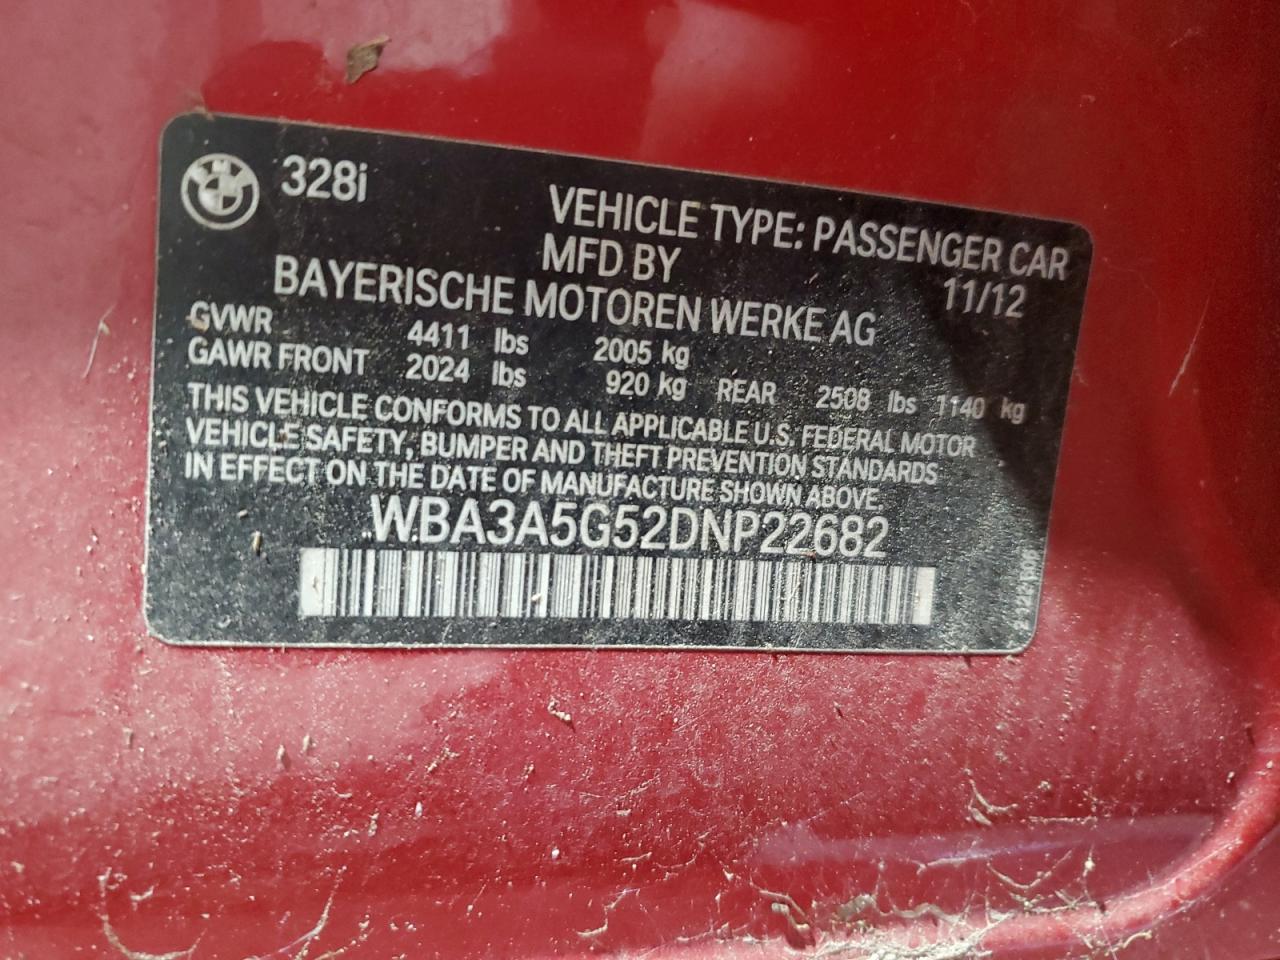 BMW 328i
VEHICLE TYPE: PASSENGER CAR
MFD BY 11/12
BAYERISCHE MOTOREN WERKE AG
GVWR 4411 lbs 2005 kg
GAWR FRONT 2024 lbs 920 kg REAR 2508 lbs 1140 kg
THIS VEHICLE CONFORMS TO ALL APPLICABLE U.S. FEDERAL MOTOR
VEHICLE SAFETY, BUMPER AND THEFT PREVENTION STANDARDS
IN EFFECT ON THE DATE OF MANUFACTURE SHOWN ABOVE.
WBA3A5G52DNP22682